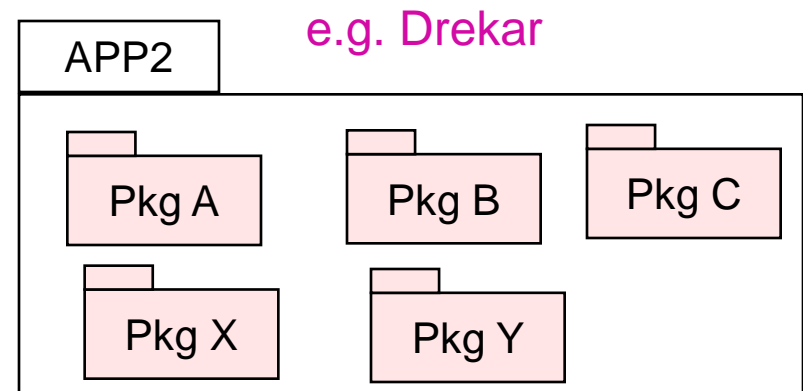 e.g. Drekar
APP2
Pkg A
Pkg B
Pkg C
Pkg X
Pkg Y